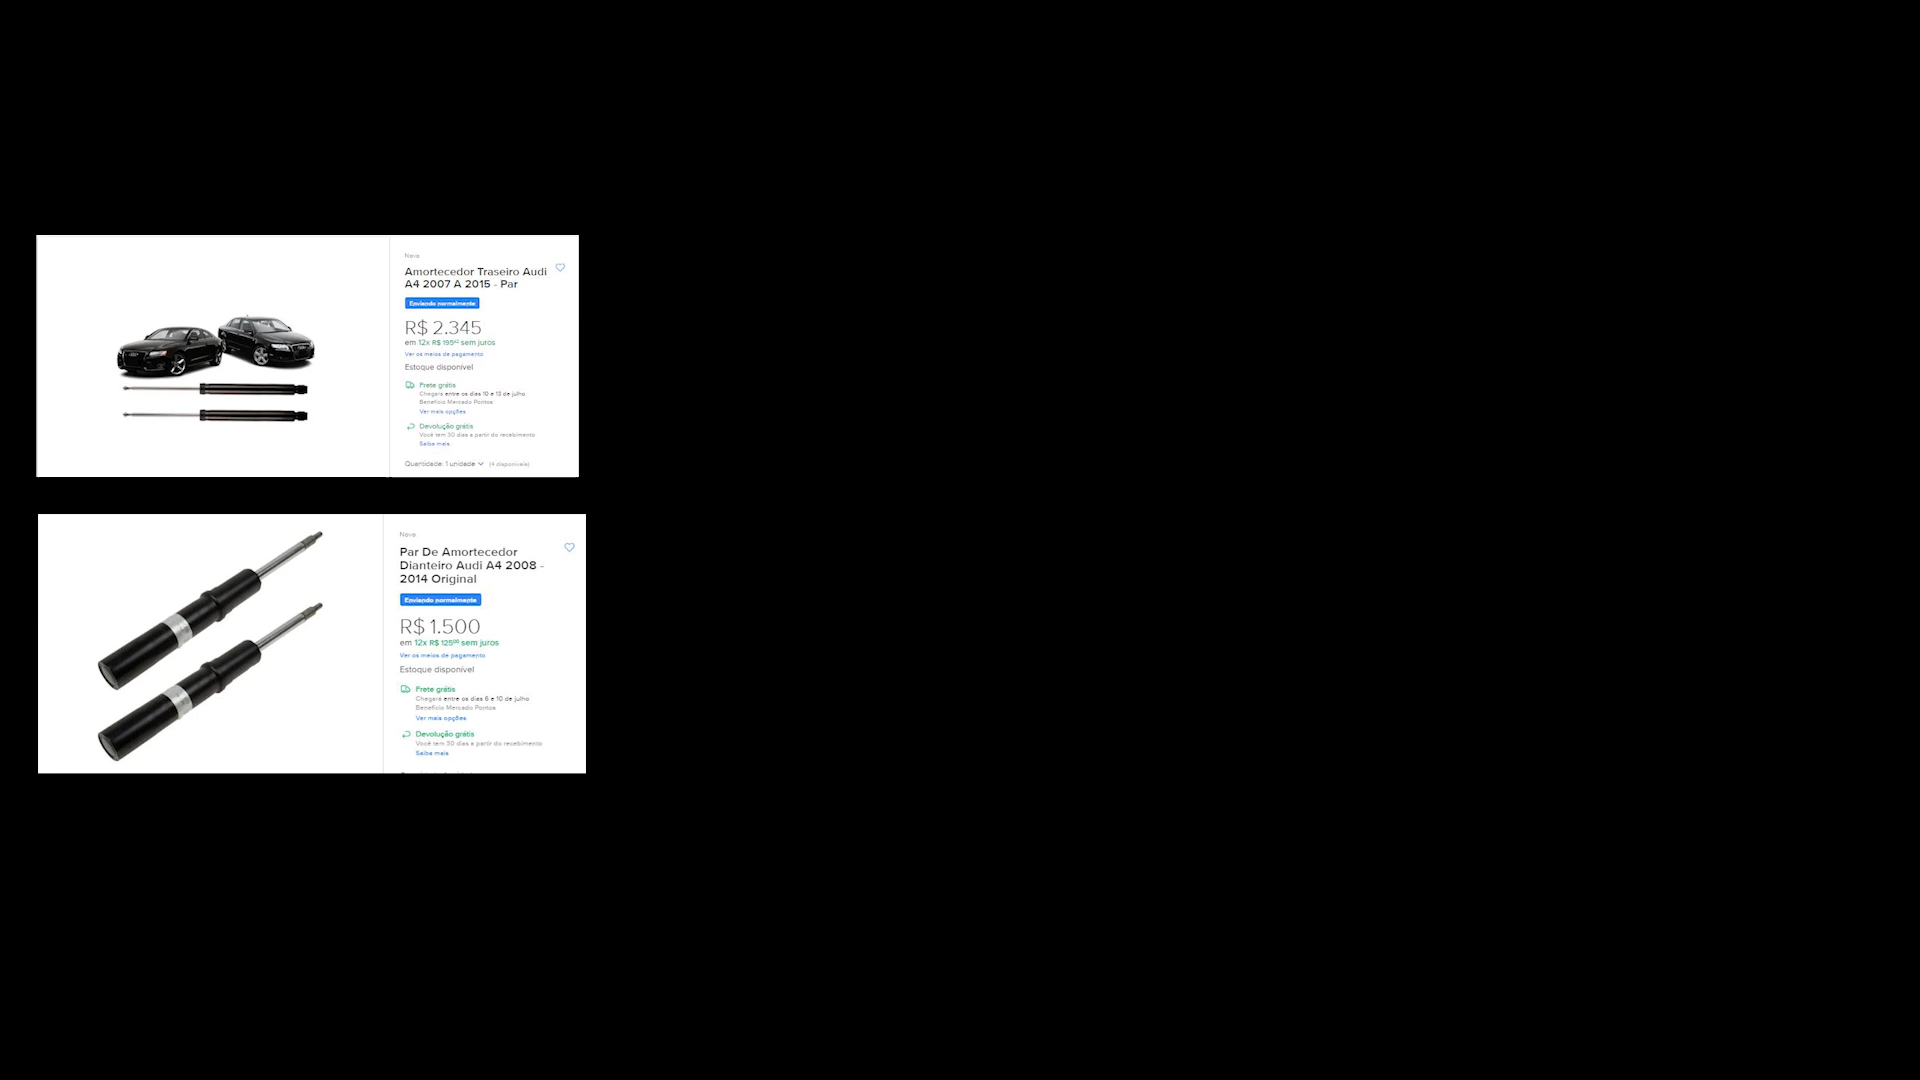 Novo
Amortecedor Traseiro Audi
A4 2007 A 2015 - Par
Enviando normalmente
R$ 2.345
em 12x R$ 195⁴² sem juros
Ver os meios de pagamento
Estoque disponível
Frete grátis
Chegará entre os dias 10 e 13 de julho
Benefício Mercado Pontos
Ver mais opções
Devolução grátis
Você tem 30 dias a partir do recebimento
Saiba mais
Quantidade: 1 unidade (4 disponíveis)
Novo
Par De Amortecedor
Dianteiro Audi A4 2008 -
2014 Original
Enviando normalmente
R$ 1.500
em 12x R$ 125⁰⁰ sem juros
Ver os meios de pagamento
Estoque disponível
Frete grátis
Chegará entre os dias 6 e 10 de julho
Benefício Mercado Pontos
Ver mais opções
Devolução grátis
Você tem 30 dias a partir do recebimento
Saiba mais